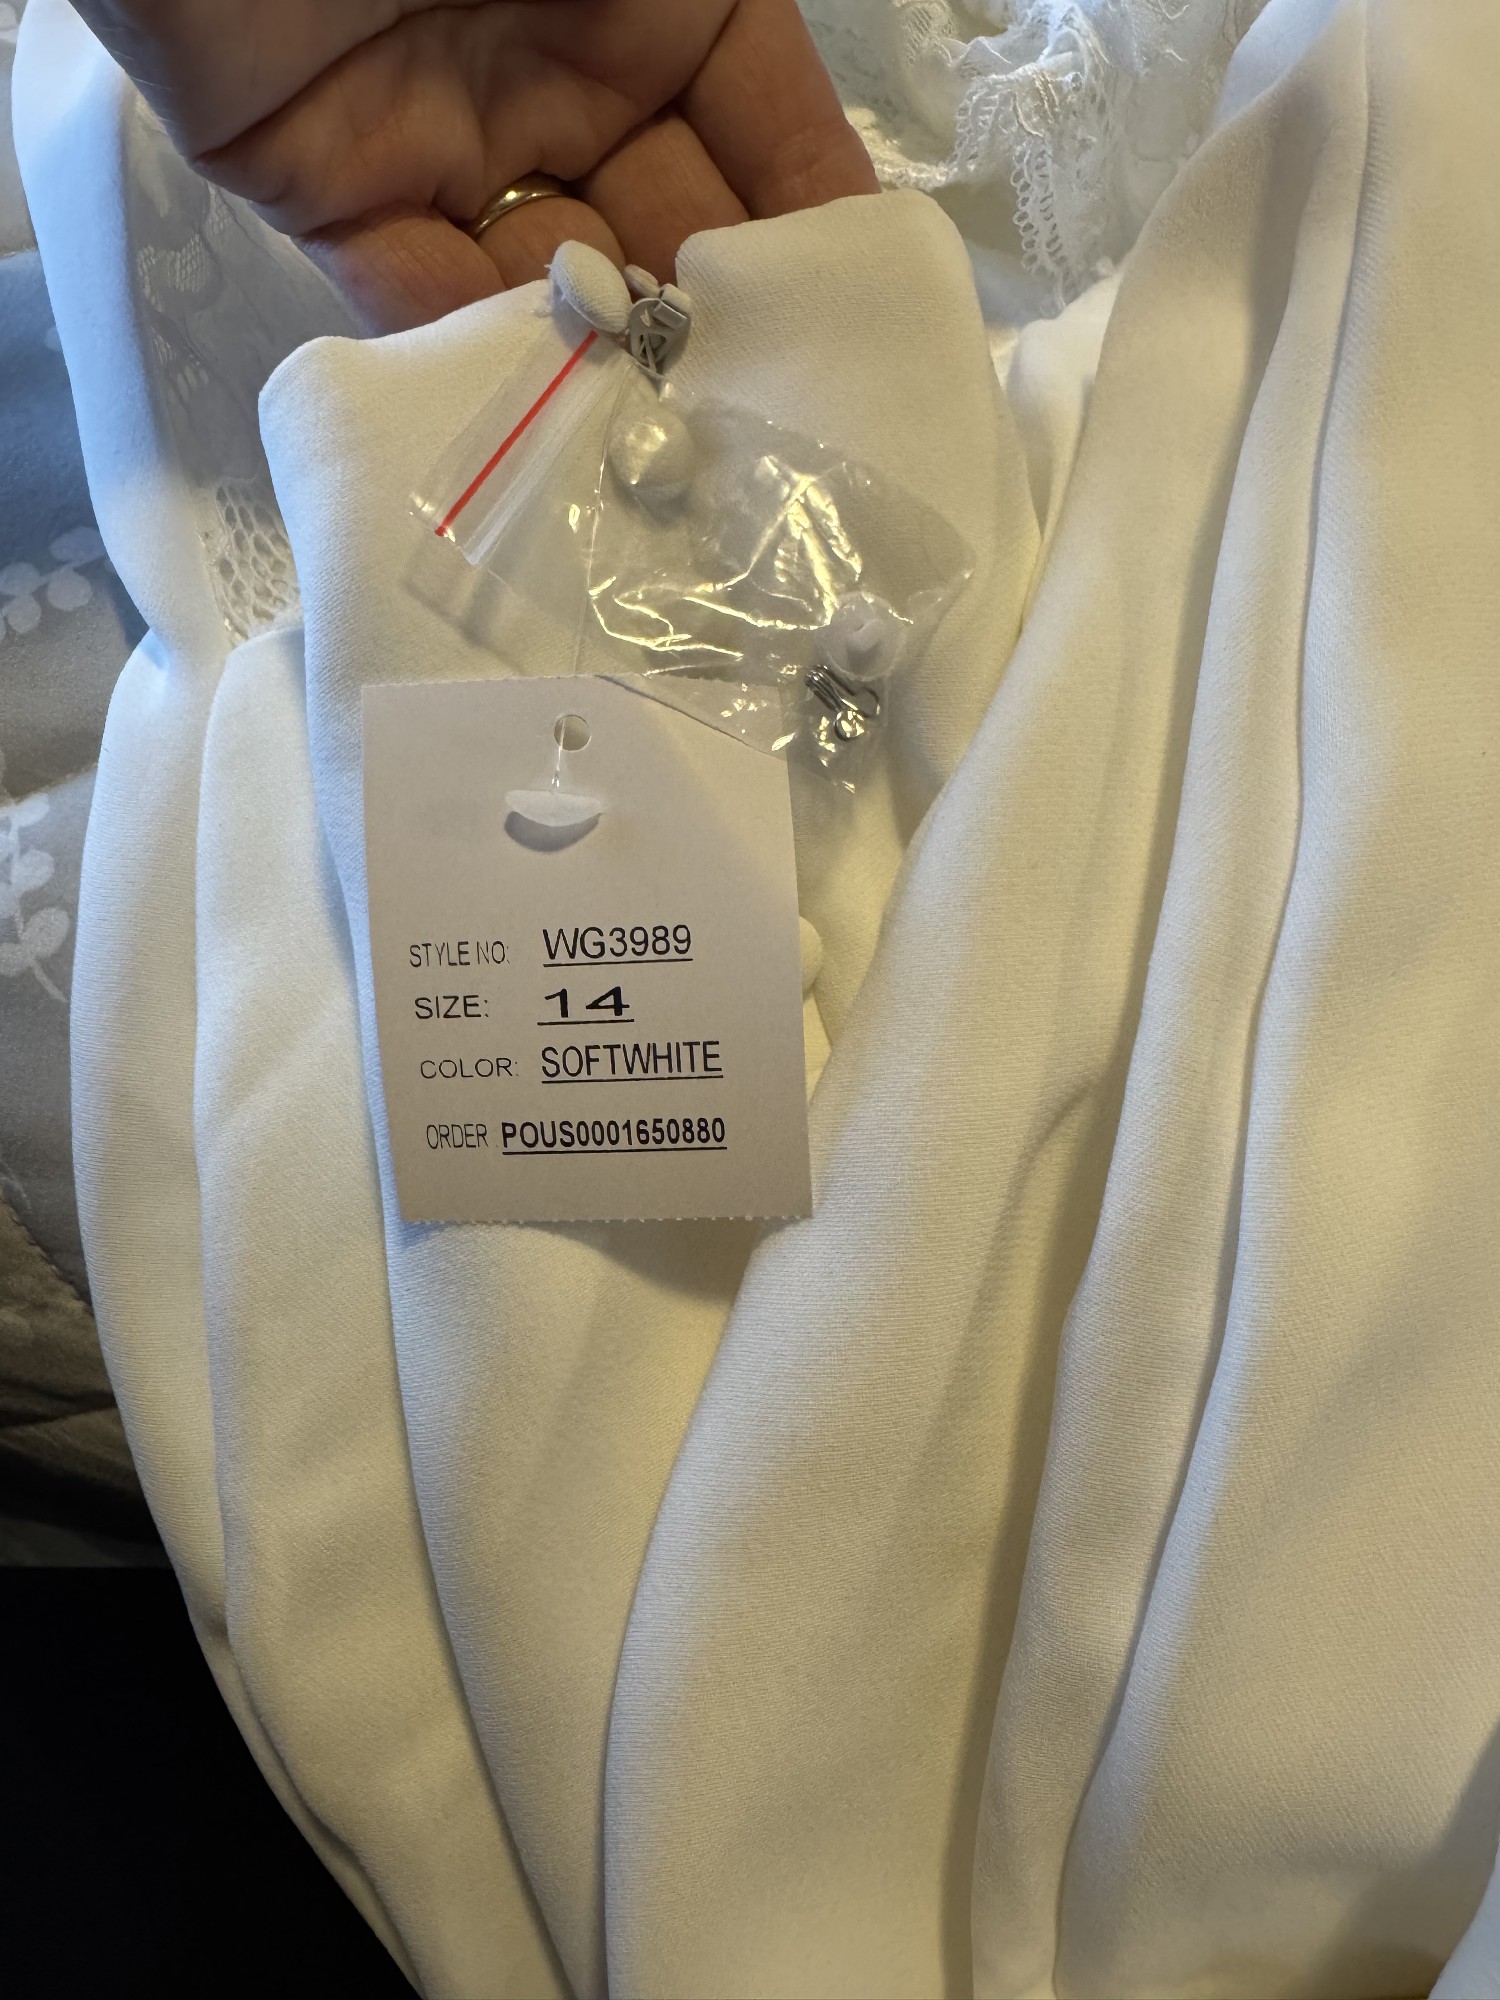 STYLE NO: WG3989
SIZE: 14
COLOR: SOFTWHITE
ORDER POUS0001650880